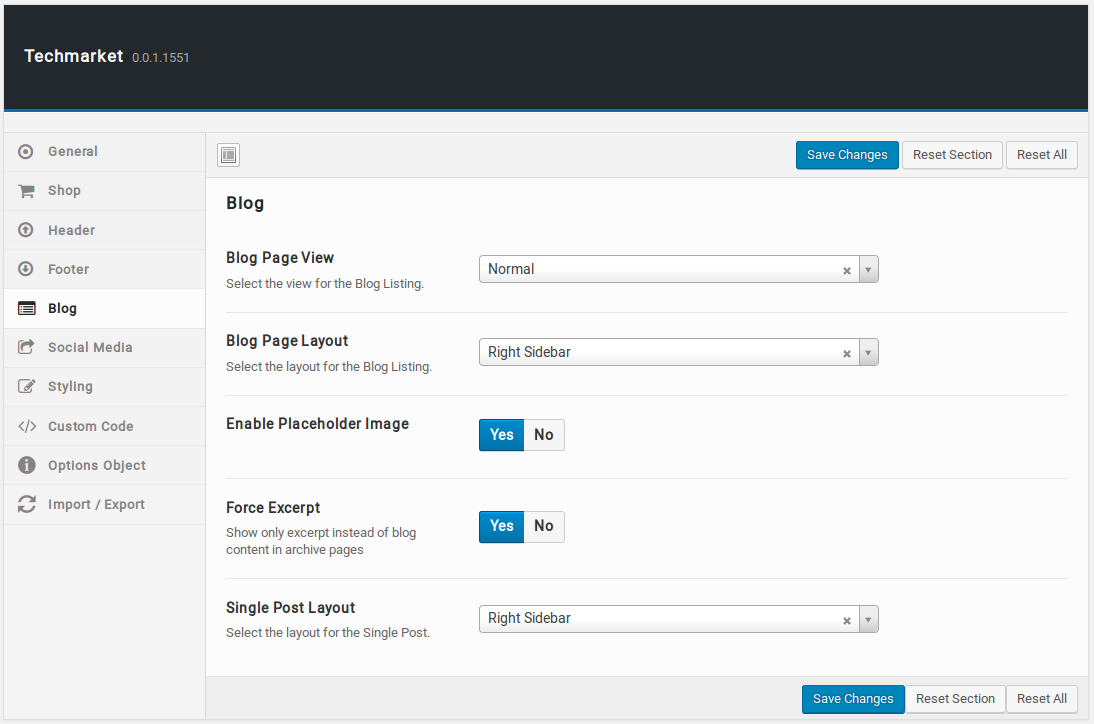 Techmarket 0.0.1.1551
General
Shop
Header
Footer
Blog
Social Media
Styling
Custom Code
Options Object
Import / Export
Save Changes Reset Section Reset All
Blog
Blog Page View
Select the view for the Blog Listing.
Normal
Blog Page Layout
Select the layout for the Blog Listing.
Right Sidebar
Enable Placeholder Image
Yes No
Force Excerpt
Show only excerpt instead of blog
content in archive pages
Yes No
Single Post Layout
Select the layout for the Single Post.
Right Sidebar
Save Changes Reset Section Reset All